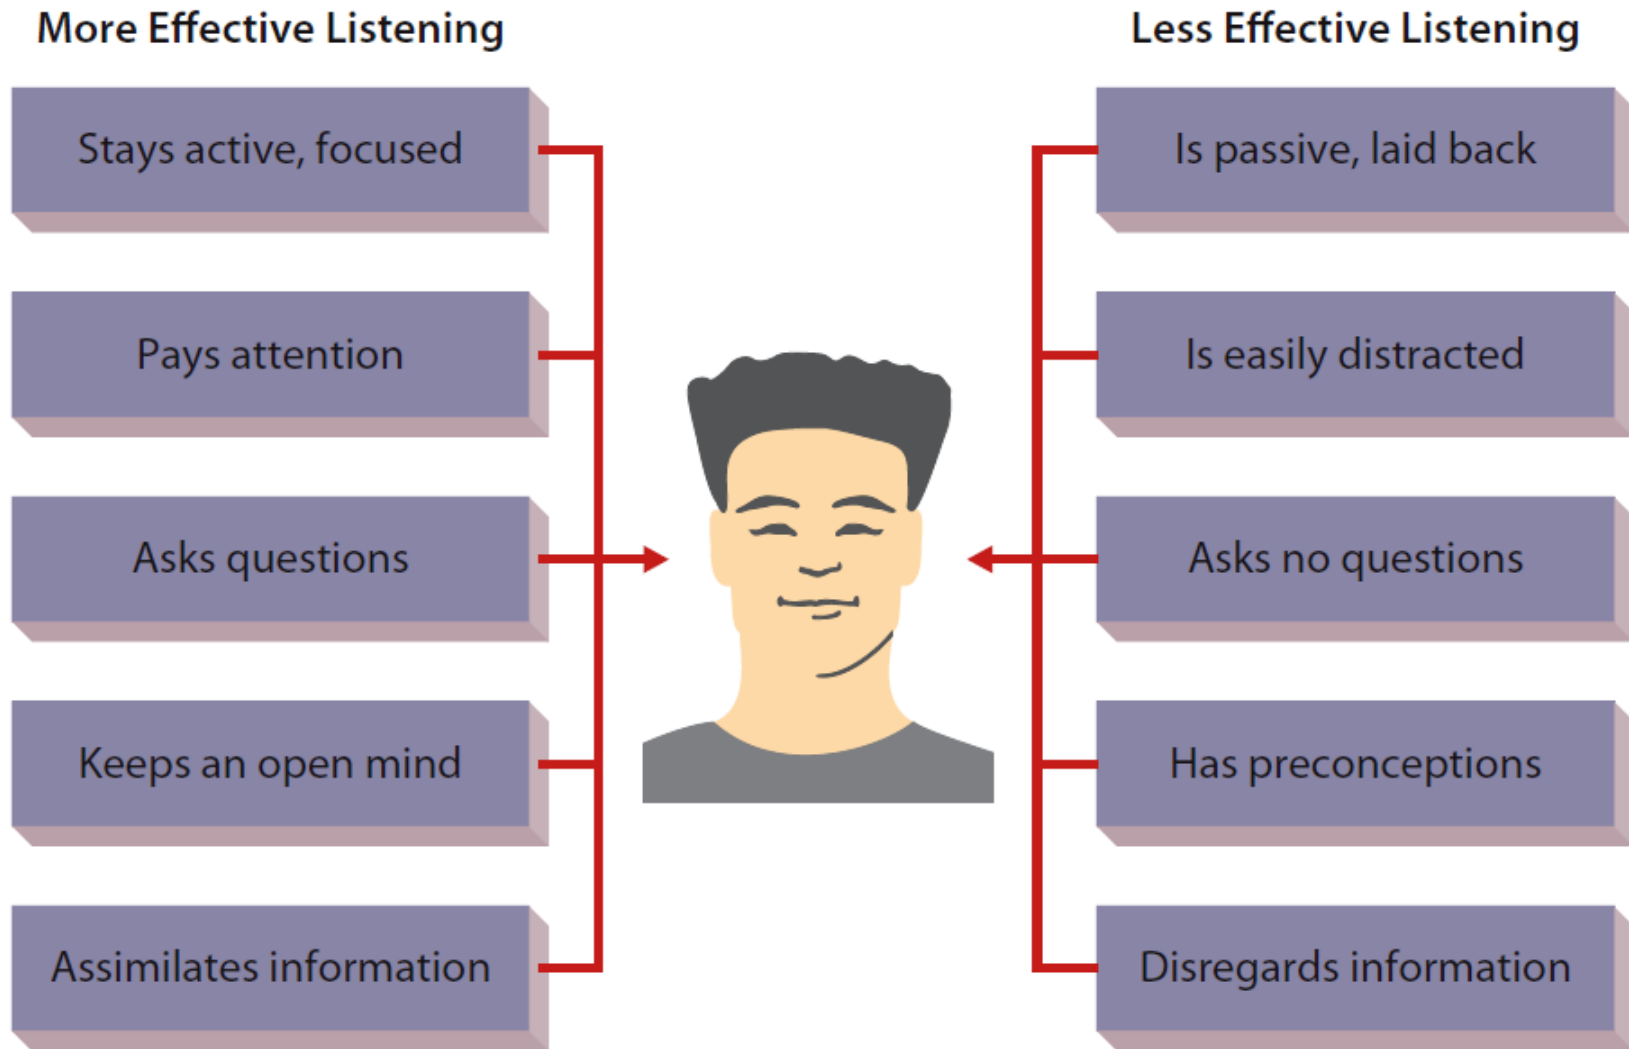 More Effective Listening
Stays active, focused
Pays attention
Asks questions
Keeps an open mind
Assimilates information
Less Effective Listening
Is passive, laid back
Is easily distracted
Asks no questions
Has preconceptions
Disregards information